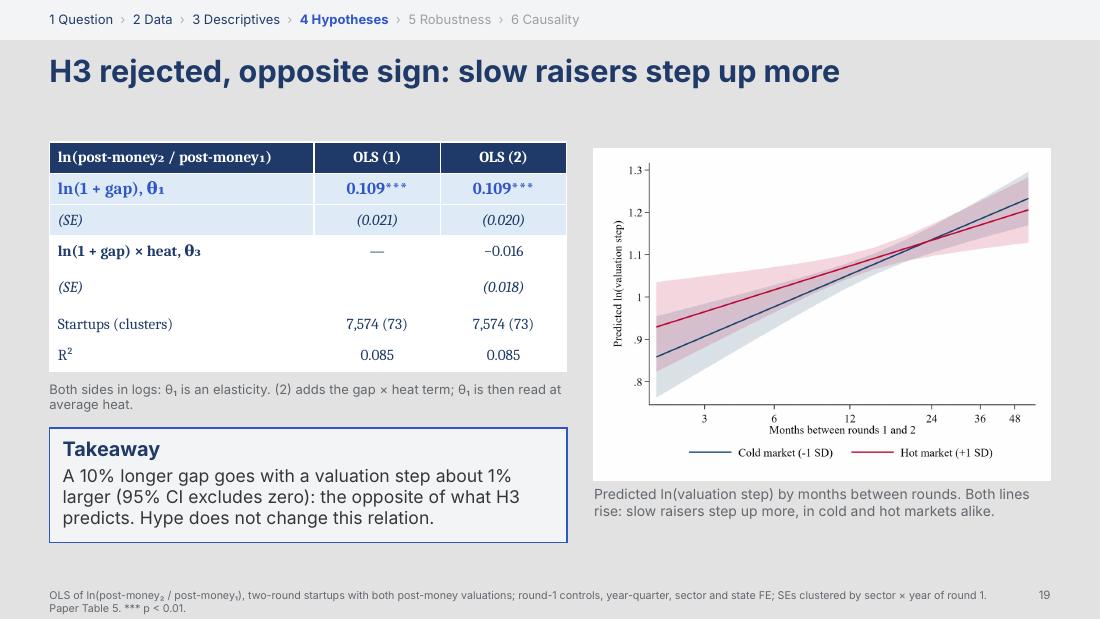 1 Question › 2 Data › 3 Descriptives › 4 Hypotheses › 5 Robustness › 6 Causality
H3 rejected, opposite sign: slow raisers step up more
ln(post-money₂ / post-money₁) OLS (1) OLS (2)
ln(1 + gap), θ₁ 0.109*** 0.109***
(SE) (0.021) (0.020)
ln(1 + gap) × heat, θ₃ — −0.016
(SE) (0.018)
Startups (clusters) 7,574 (73) 7,574 (73)
R² 0.085 0.085
Both sides in logs: θ₁ is an elasticity. (2) adds the gap × heat term; θ₁ is then read at
average heat.
Takeaway
A 10% longer gap goes with a valuation step about 1%
larger (95% CI excludes zero): the opposite of what H3
predicts. Hype does not change this relation.
Predicted ln(valuation step)
1.3
1.2
1.1
1
.9
.8
3 6 12 24 36 48
Months between rounds 1 and 2
Cold market (-1 SD) Hot market (+1 SD)
Predicted ln(valuation step) by months between rounds. Both lines
rise: slow raisers step up more, in cold and hot markets alike.
OLS of ln(post-money₂ / post-money₁), two-round startups with both post-money valuations; round-1 controls, year-quarter, sector and state FE; SEs clustered by sector × year of round 1.
Paper Table 5. *** p < 0.01.
19